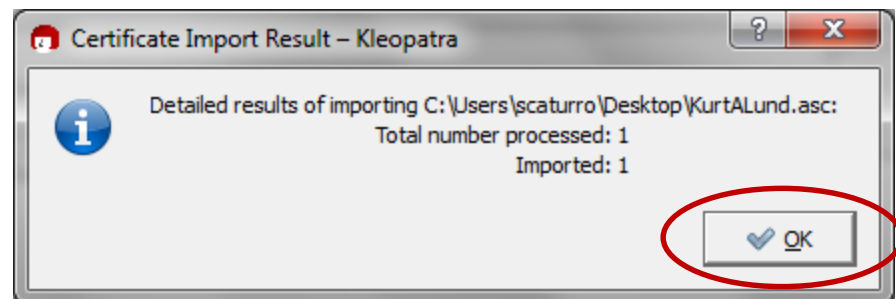 Certificate Import Result – Kleopatra
Detailed results of importing C:\Users\scaturro\Desktop\KurtALund.asc:
Total number processed: 1
Imported: 1
OK